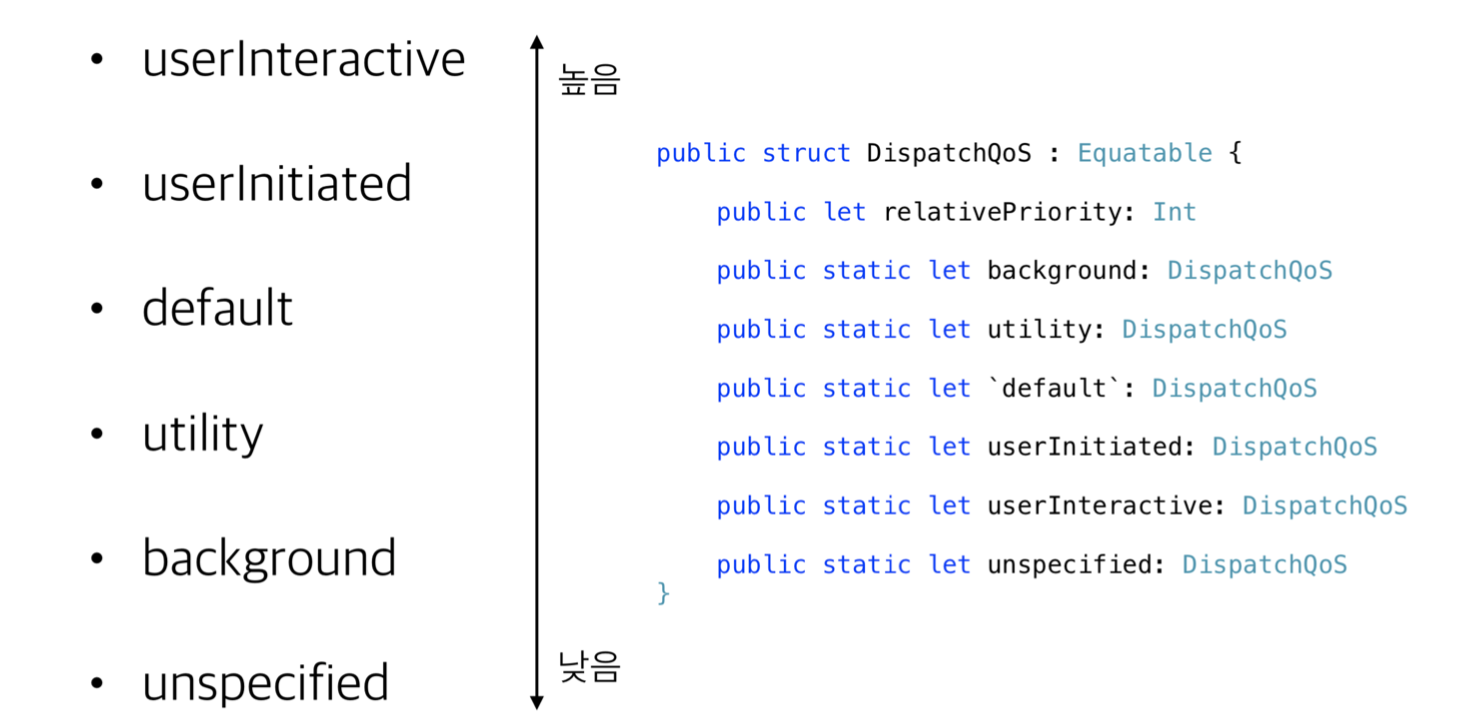 • userInteractive
높음
• userInitiated
• default
• utility
• background
• unspecified
낮음
public struct DispatchQoS : Equatable {
public let relativePriority: Int
public static let background: DispatchQoS
public static let utility: DispatchQoS
public static let `default`: DispatchQoS
public static let userInitiated: DispatchQoS
public static let userInteractive: DispatchQoS
public static let unspecified: DispatchQoS
}